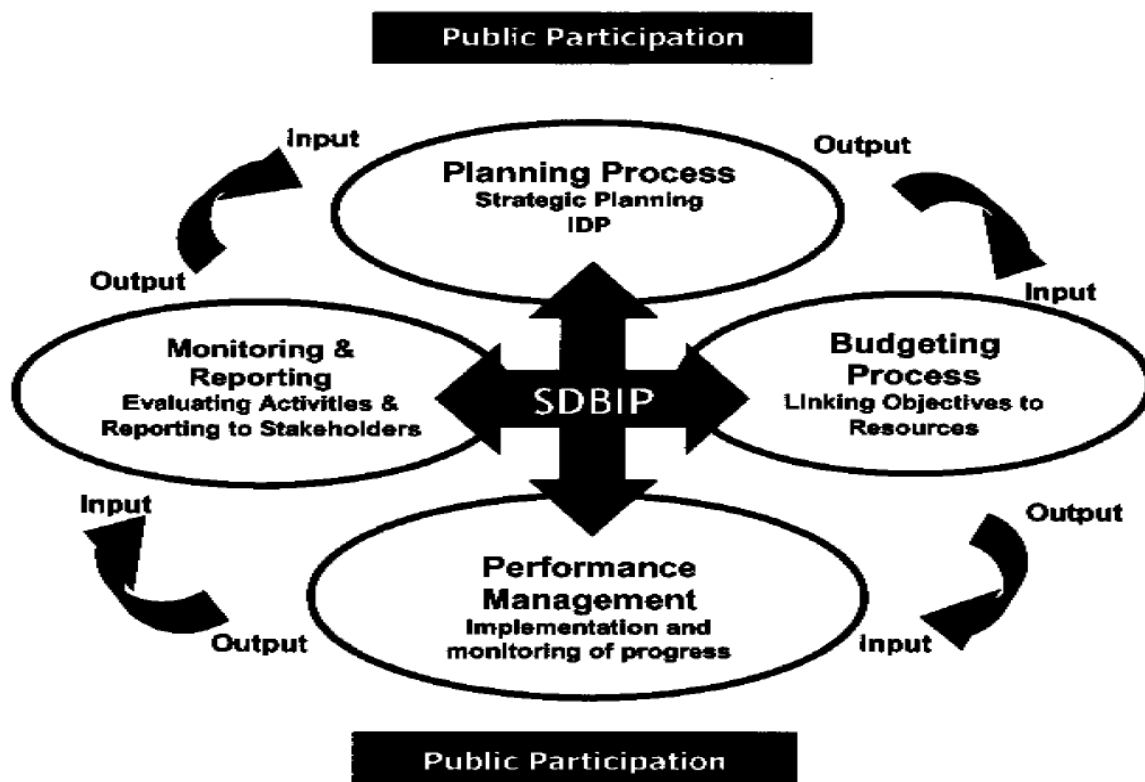 Public Participation
Input
Output
Planning Process
Strategic Planning
IDP
Output
Input
Monitoring &
Reporting
Evaluating Activities &
Reporting to Stakeholders
SDBIP
Budgeting
Process
Linking Objectives to
Resources
Input
Output
Performance
Management
Implementation and
monitoring of progress
Output
Input
Public Participation